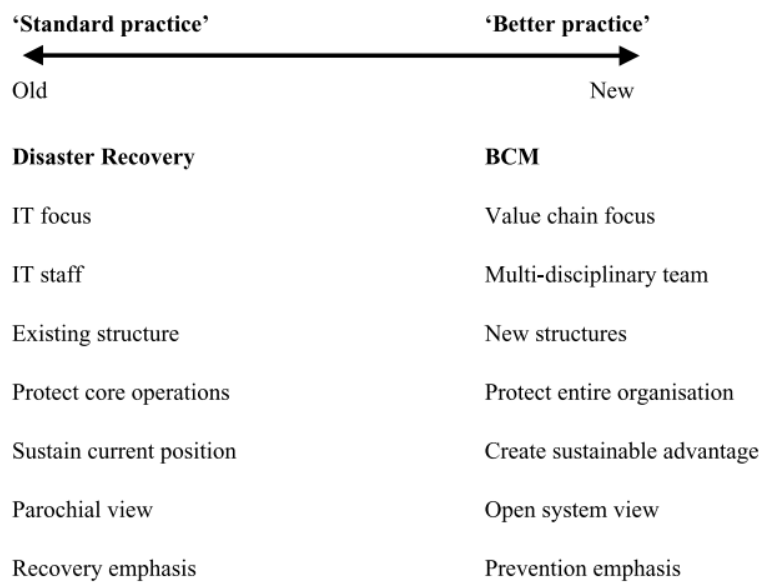 ‘Standard practice’ ‘Better practice’
Old New
Disaster Recovery BCM
IT focus Value chain focus
IT staff Multi-disciplinary team
Existing structure New structures
Protect core operations Protect entire organisation
Sustain current position Create sustainable advantage
Parochial view Open system view
Recovery emphasis Prevention emphasis